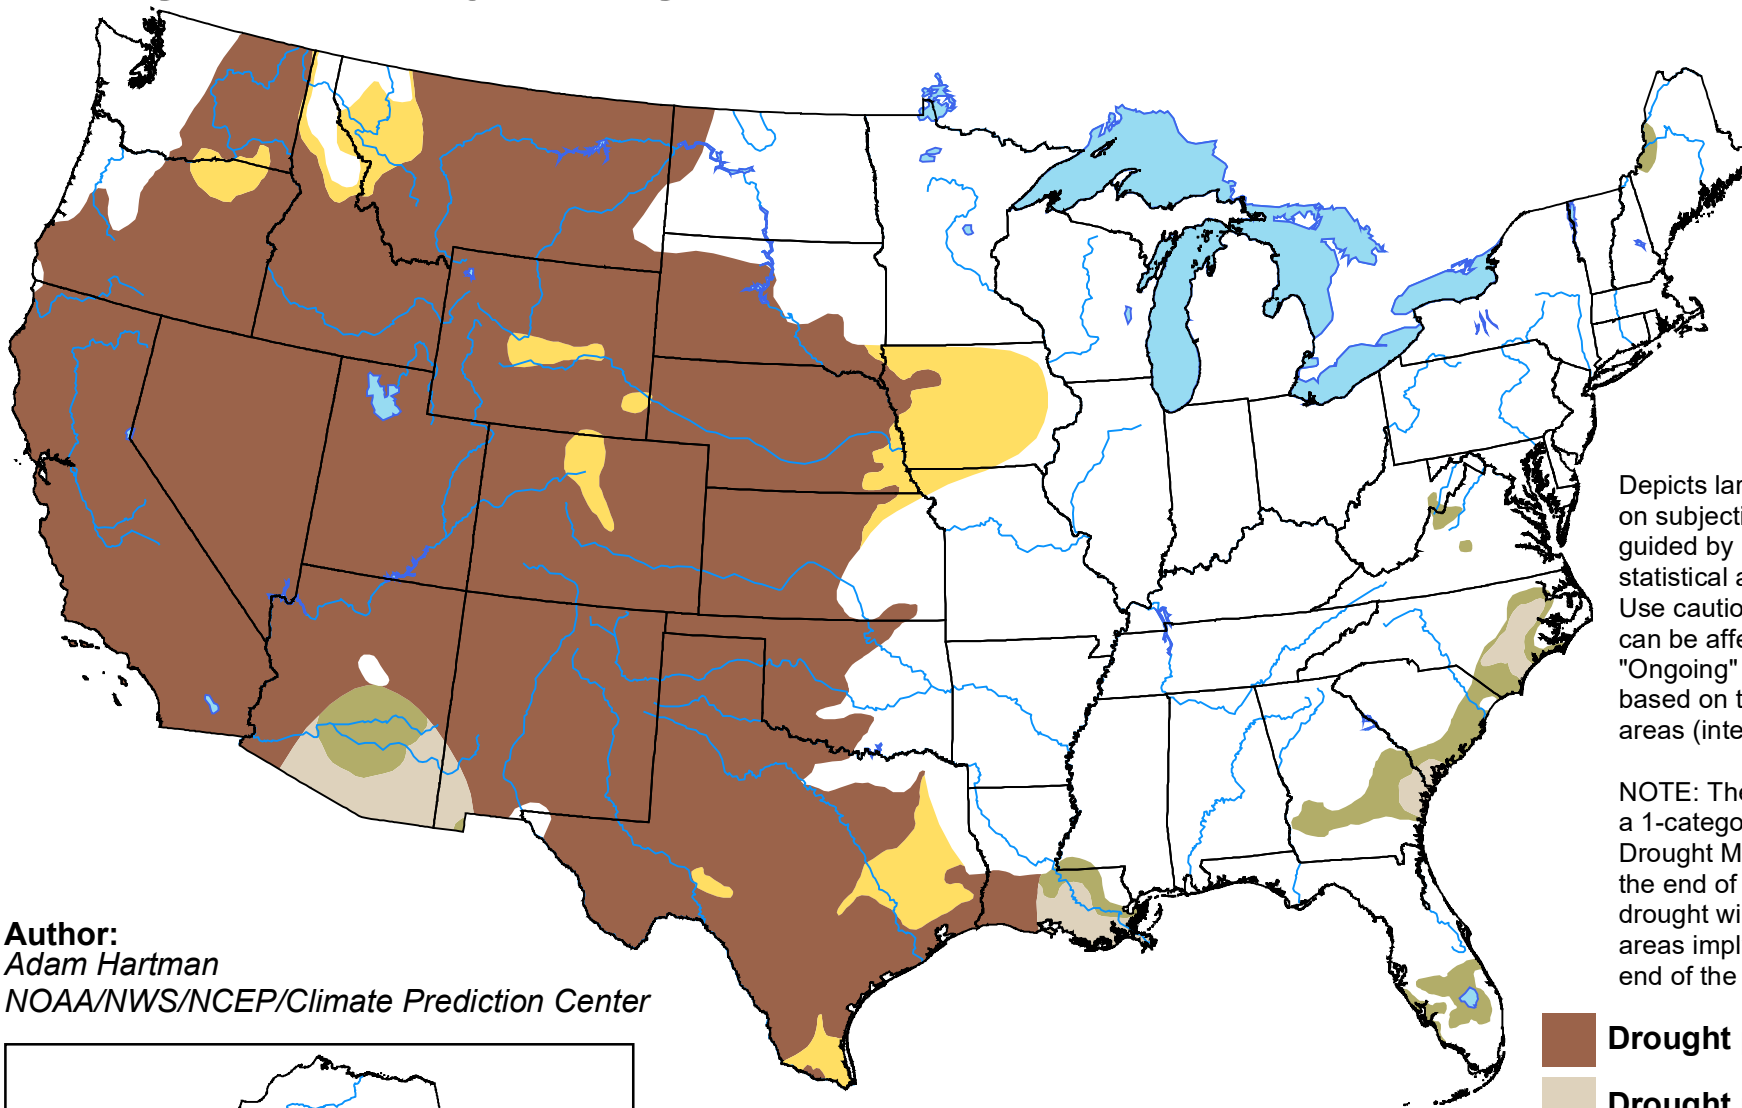 Depicts lar
on subjecti
guided by
statistical a
Use cautio
can be affe
"Ongoing"
based on t
areas (inte
NOTE: The
a 1-catego
Drought M
the end of
drought wi
areas impl
end of the
Author:
Adam Hartman
NOAA/NWS/NCEP/Climate Prediction Center
Drought
Drought